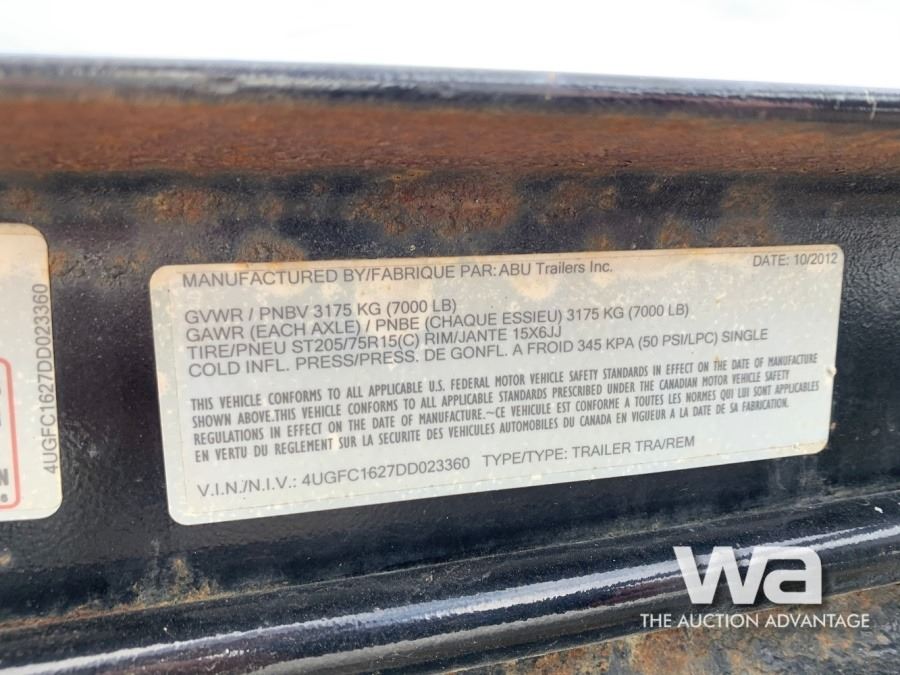 MANUFACTURED BY/FABRIQUE PAR: ABU Trailers Inc. DATE: 10/2012
GVWR / PNBV 3175 KG (7000 LB)
GAWR (EACH AXLE) / PNBE (CHAQUE ESSIEU) 3175 KG (7000 LB)
TIRE/PNEU ST205/75R15(C) RIM/JANTE 15X6JJ
COLD INFL. PRESS/PRESS. DE GONFL. A FROID 345 KPA (50 PSI/LPC) SINGLE
THIS VEHICLE CONFORMS TO ALL APPLICABLE U.S. FEDERAL MOTOR VEHICLE SAFETY STANDARDS IN EFFECT ON THE DATE OF MANUFACTURE
SHOWN ABOVE.THIS VEHICLE CONFORMS TO ALL APPLICABLE STANDARDS PRESCRIBED UNDER THE CANADIAN MOTOR VEHICLE SAFETY
REGULATIONS IN EFFECT ON THE DATE OF MANUFACTURE.~CE VEHICULE EST CONFORME A TOUTES LES NORMES QUI LUI SONT APPLICABLES
EN VERTU DU REGLEMENT SUR LA SECURITE DES VEHICULES AUTOMOBILES DU CANADA EN VIGUEUR A LA DATE DE SA FABRICATION.
V.I.N./N.I.V.: 4UGFC1627DD023360 TYPE/TYPE: TRAILER TRA/REM
4UGFC1627DD023360
wa
THE AUCTION ADVANTAGE